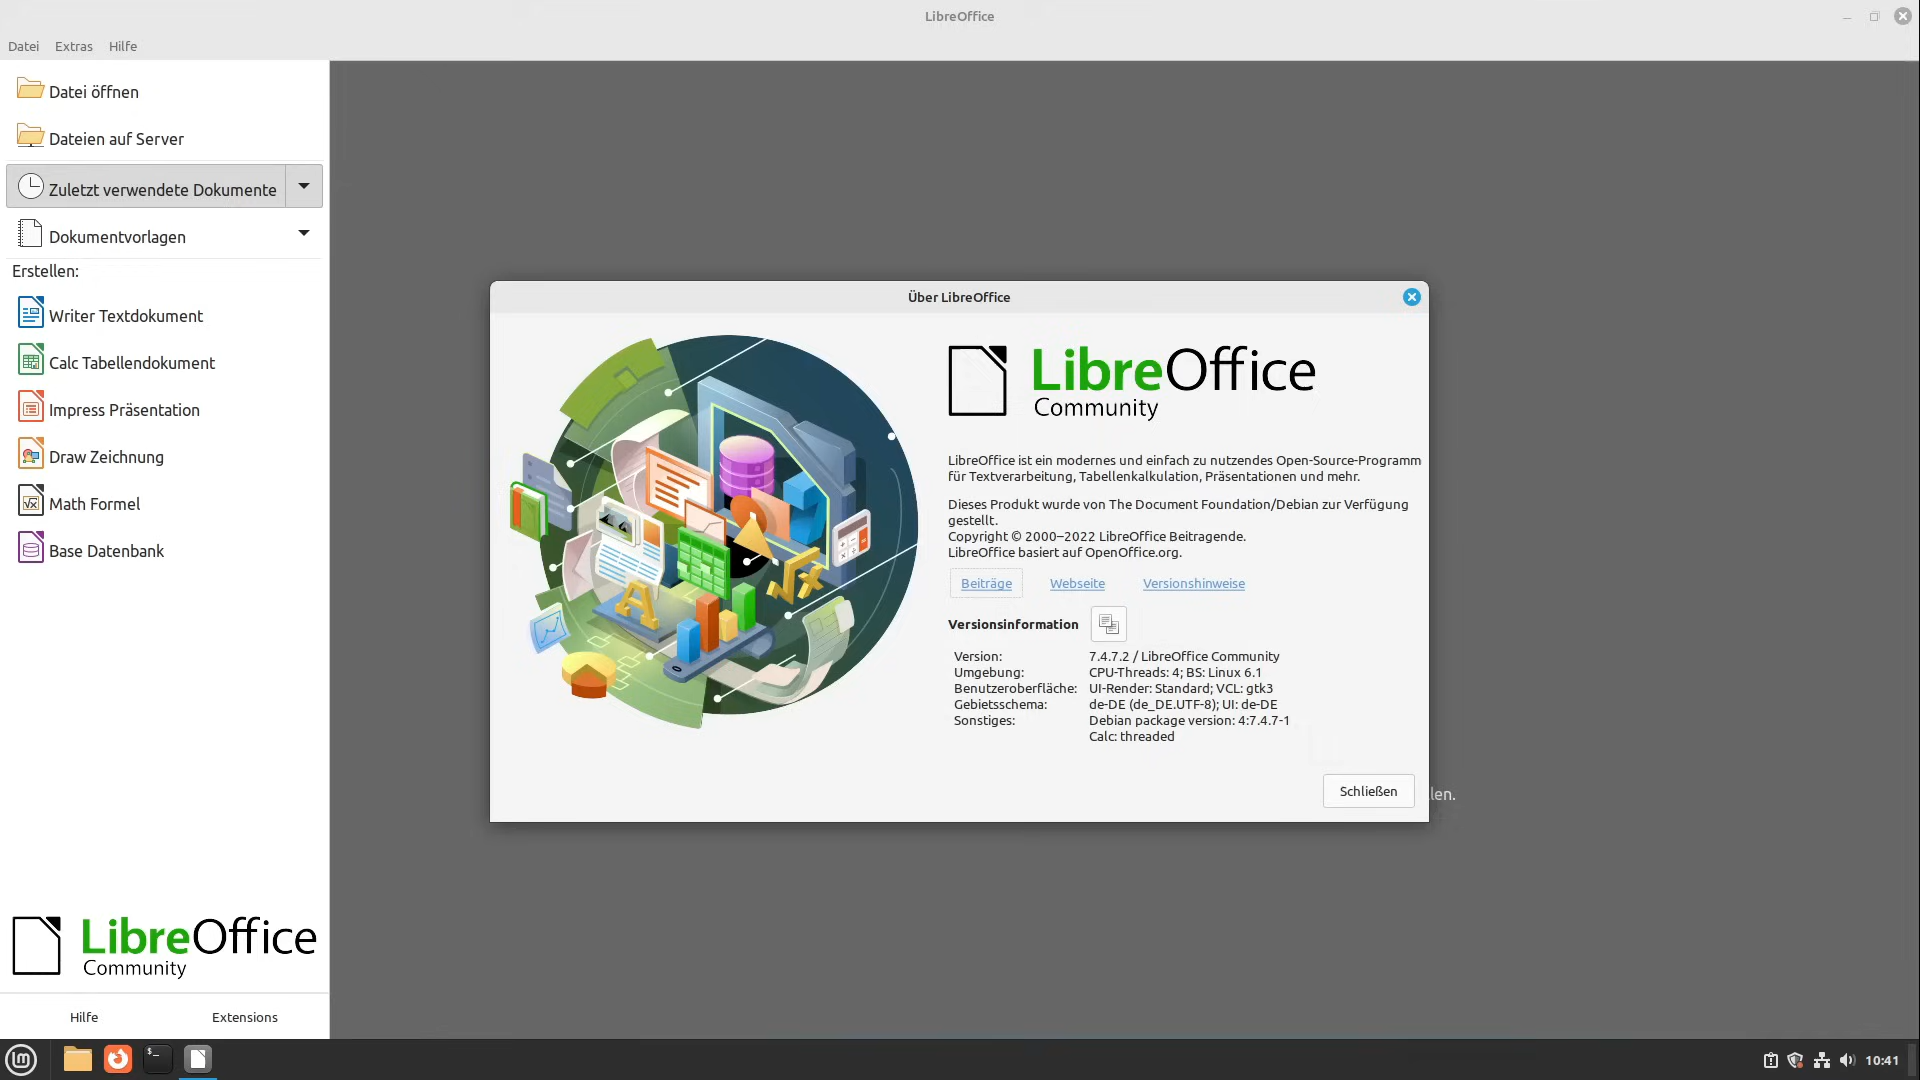 LibreOffice
Datei Extras Hilfe
Datei öffnen
Dateien auf Server
Zuletzt verwendete Dokumente
Dokumentvorlagen
Erstellen:
Writer Textdokument
Calc Tabellendokument
Impress Präsentation
Draw Zeichnung
Math Formel
Base Datenbank
LibreOffice
Community
Hilfe Extensions
Über LibreOffice
LibreOffice
Community
LibreOffice ist ein modernes und einfach zu nutzendes Open-Source-Programm
für Textverarbeitung, Tabellenkalkulation, Präsentationen und mehr.
Dieses Produkt wurde von The Document Foundation/Debian zur Verfügung
gestellt.
Copyright © 2000–2022 LibreOffice Beitragende.
LibreOffice basiert auf OpenOffice.org.
Beiträge Webseite Versionshinweise
Versionsinformation
Version: 7.4.7.2 / LibreOffice Community
Umgebung: CPU-Threads: 4; BS: Linux 6.1
Benutzeroberfläche: UI-Render: Standard; VCL: gtk3
Gebietsschema: de-DE (de_DE.UTF-8); UI: de-DE
Sonstiges: Debian package version: 4:7.4.7-1
Calc: threaded
Schließen
len.
10:41